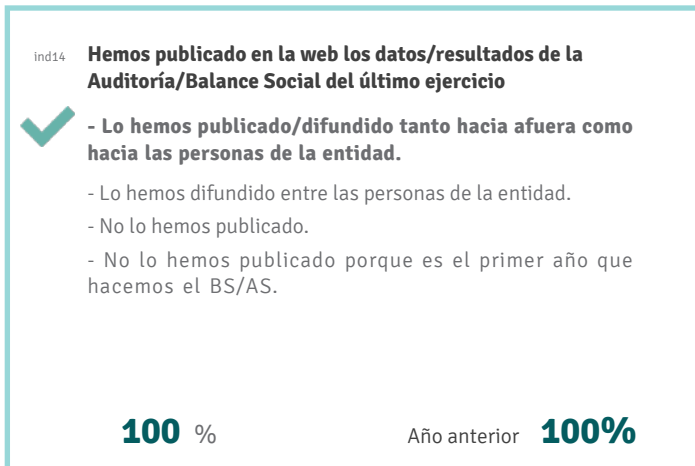 ind14 Hemos publicado en la web los datos/resultados de la
Auditoría/Balance Social del último ejercicio
- Lo hemos publicado/difundido tanto hacia afuera como
hacia las personas de la entidad.
- Lo hemos difundido entre las personas de la entidad.
- No lo hemos publicado.
- No lo hemos publicado porque es el primer año que
hacemos el BS/AS.
100 % Año anterior 100%